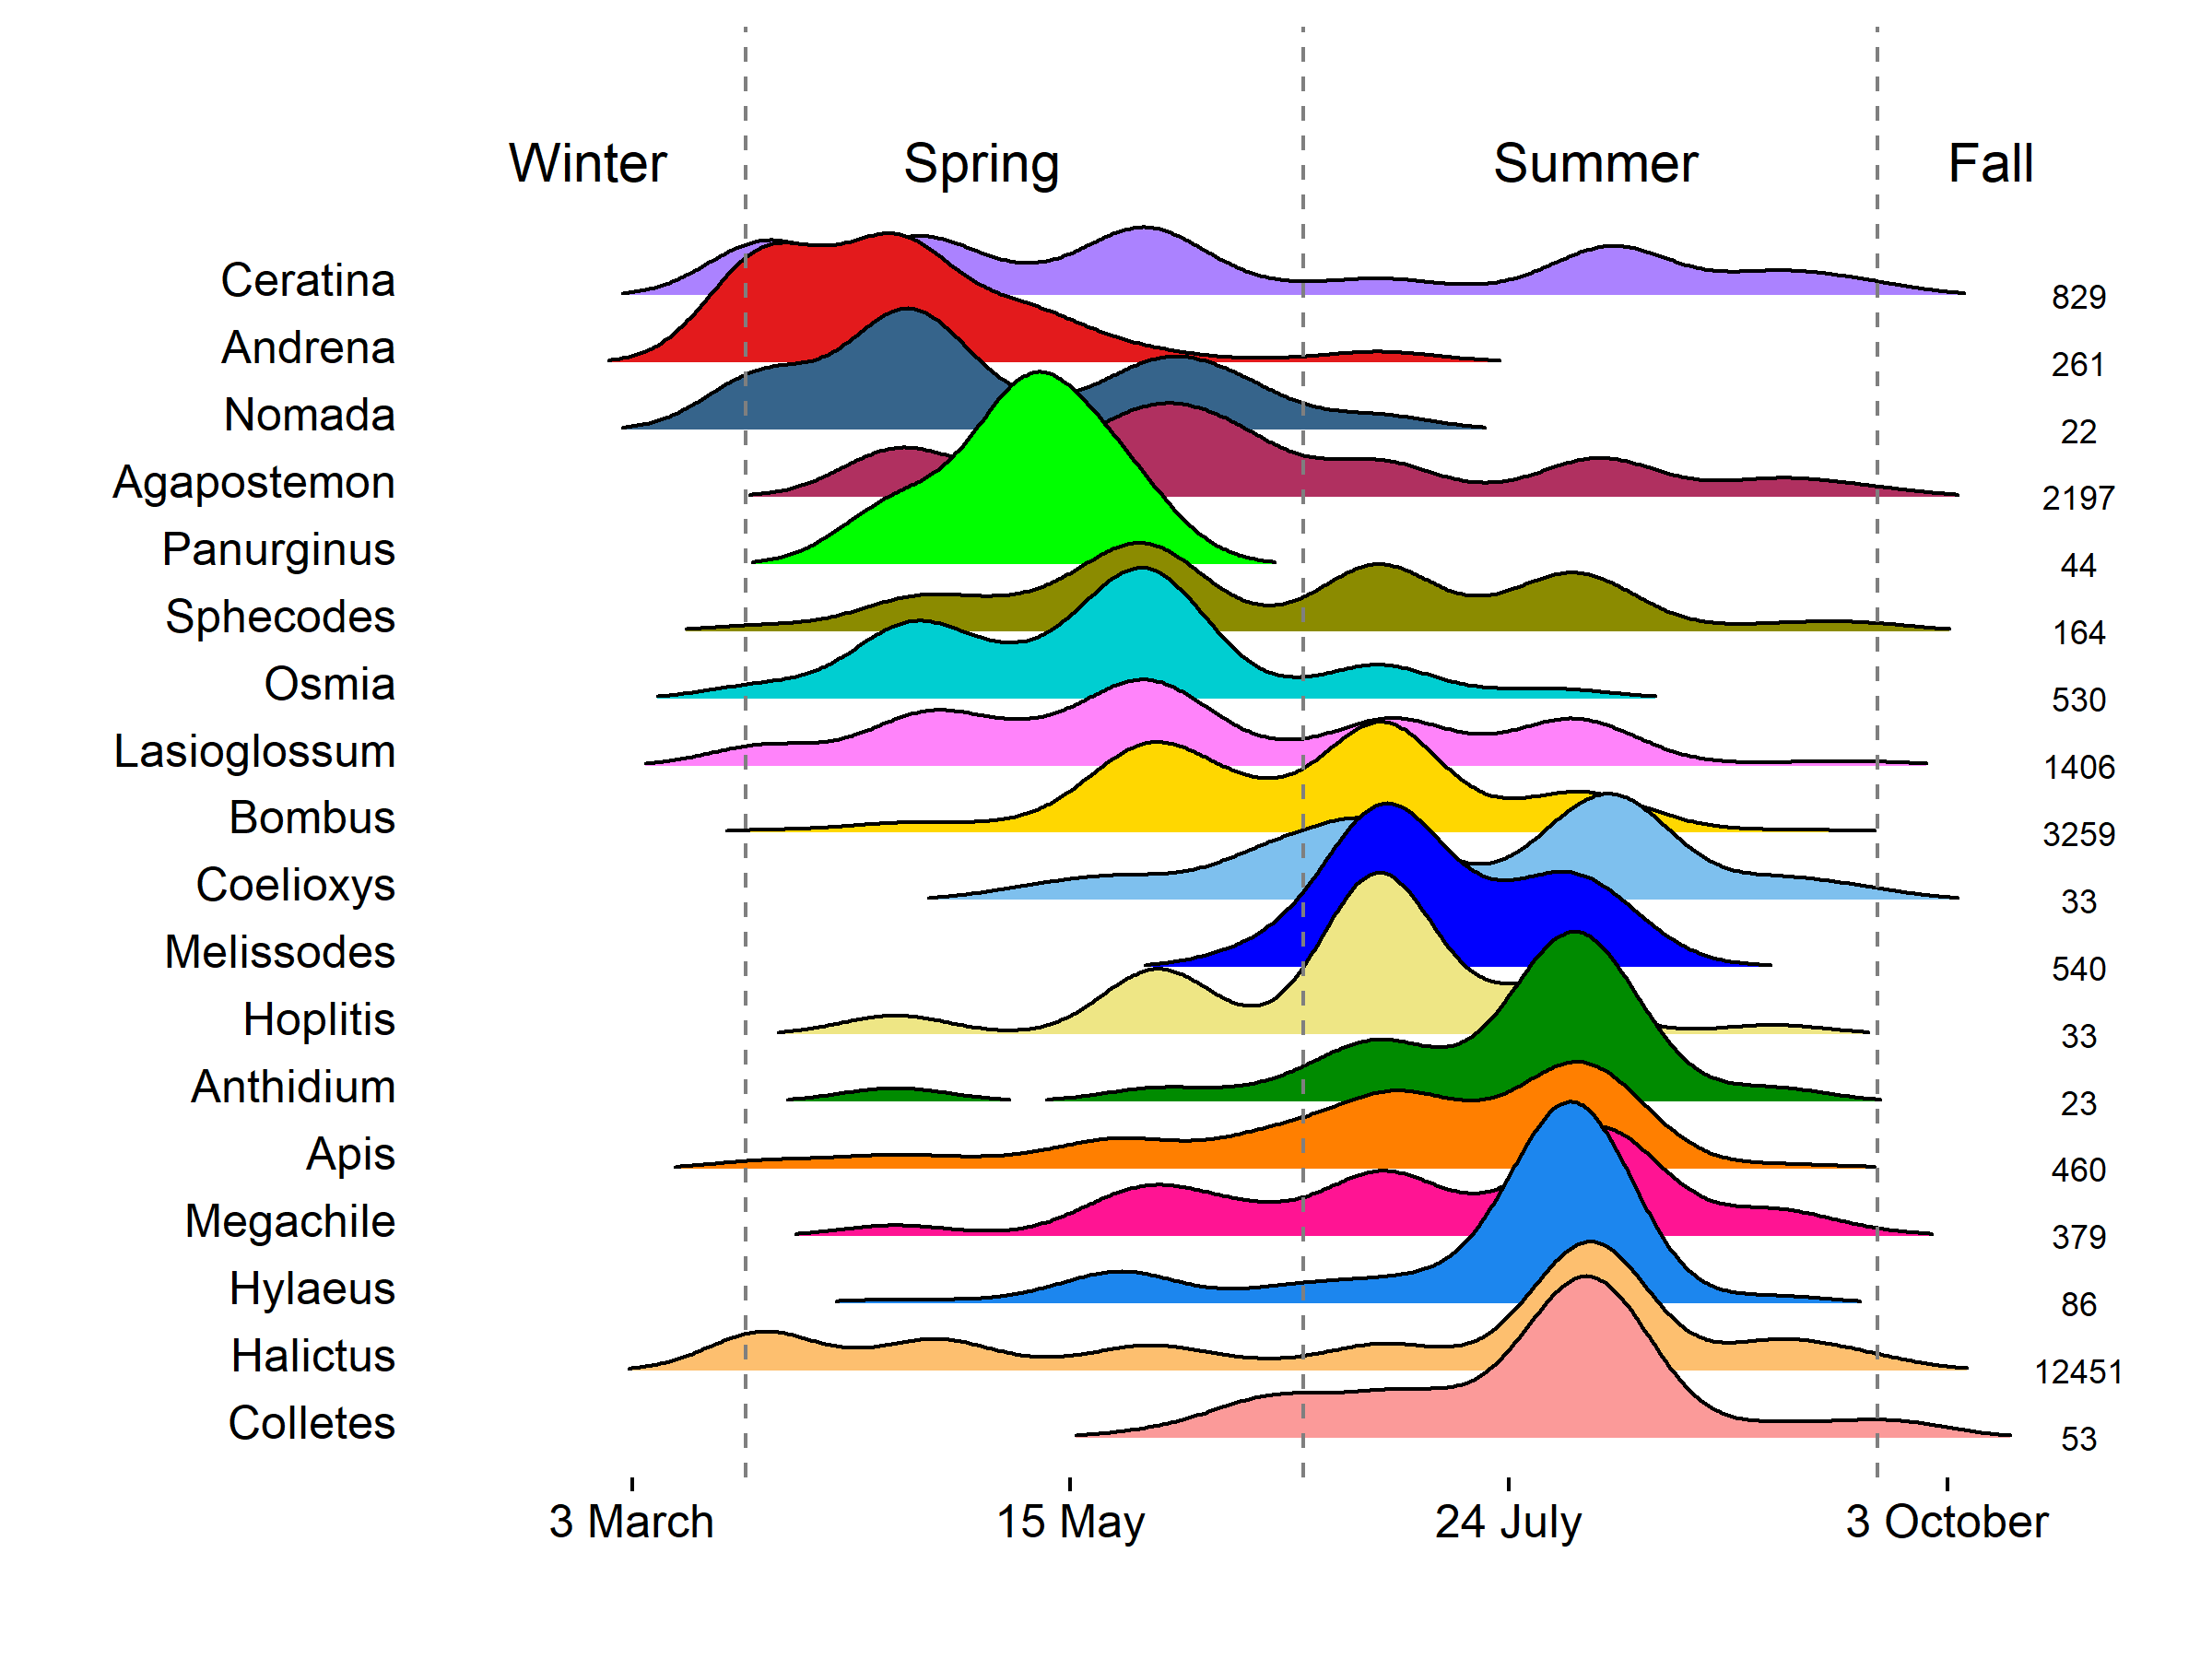 Winter Spring Summer Fall
Ceratina 829
Andrena 261
Nomada 22
Agapostemon 2197
Panurginus 44
Sphecodes 164
Osmia 530
Lasioglossum 1406
Bombus 3259
Coelioxys 33
Melissodes 540
Hoplitis 33
Anthidium 23
Apis 460
Megachile 379
Hylaeus 86
Halictus 12451
Colletes 53
3 March 15 May 24 July 3 October